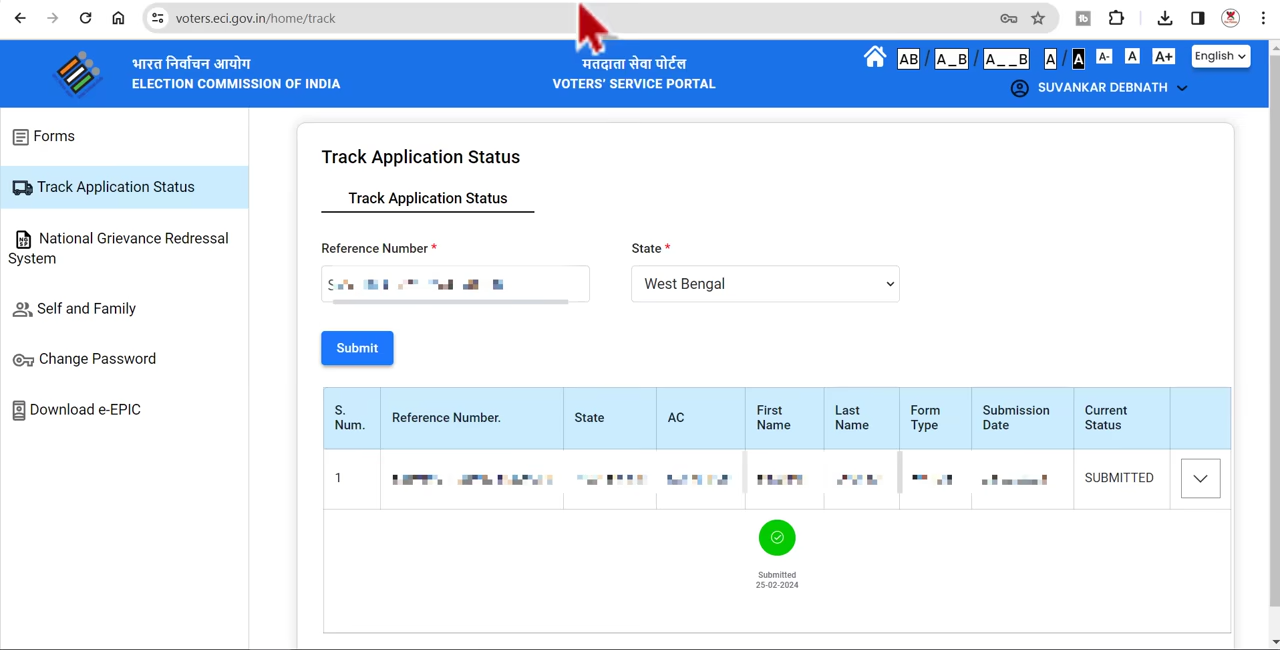 voters.eci.gov.in/home/track
भारत निर्वाचन आयोग
ELECTION COMMISSION OF INDIA
मतदाता सेवा पोर्टल
VOTERS' SERVICE PORTAL
AB / A_B / A__B A / A A- A A+ English
SUVANKAR DEBNATH
Forms
Track Application Status
National Grievance Redressal
System
Self and Family
Change Password
Download e-EPIC
Track Application Status
Track Application Status
Reference Number * State *
West Bengal
Submit
S. Num. Reference Number. State AC First Name Last Name Form Type Submission Date Current Status
1 SUBMITTED
Submitted
25-02-2024